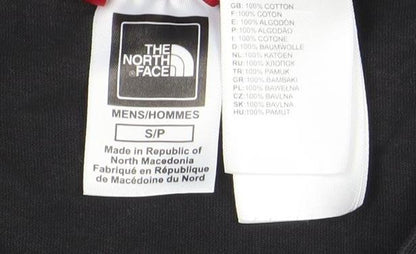 THE
NORTH
FACE
MENS/HOMMES
S/P
Made in Republic of
North Macedonia
Fabriqué en République
de Macédoine du Nord
GB: 100% COTTON
F: 100% COTON
E: 100% ALGODÓN
P: 100% ALGODÃO
I: 100% COTONE
D: 100% BAUMWOLLE
NL: 100% KATOEN
RU: 100% ХЛОПОК
TR: 100% PAMUK
GR: 100% BAMBAKI
PL: 100% BAWEŁNA
CZ: 100% BAVLNA
SK: 100% BAVLNA
HU: 100% PAMUT